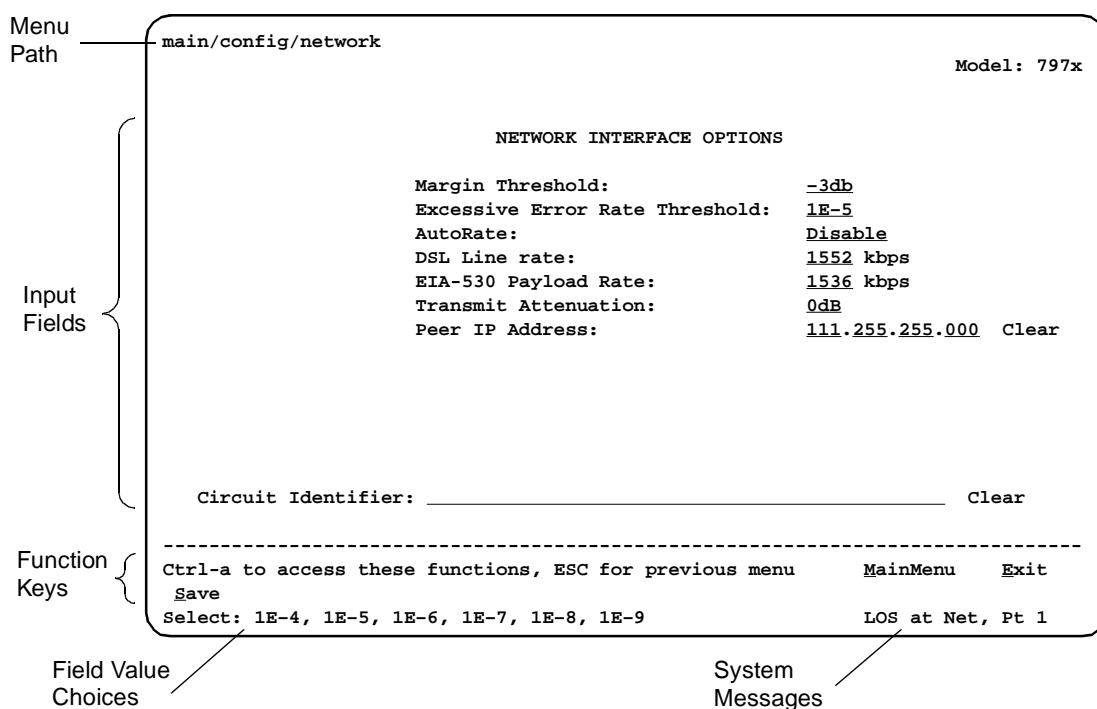 Menu
Path
main/config/network
Model: 797x
NETWORK INTERFACE OPTIONS
Margin Threshold: –3db
Excessive Error Rate Threshold: 1E–5
AutoRate: Disable
DSL Line rate: 1552 kbps
EIA-530 Payload Rate: 1536 kbps
Transmit Attenuation: 0dB
Peer IP Address: 111.255.255.000 Clear
Input
Fields
Circuit Identifier: Clear
Function
Keys
Ctrl-a to access these functions, ESC for previous menu MainMenu Exit
Save
Select: 1E-4, 1E-5, 1E-6, 1E-7, 1E-8, 1E-9 LOS at Net, Pt 1
Field Value
Choices
System
Messages